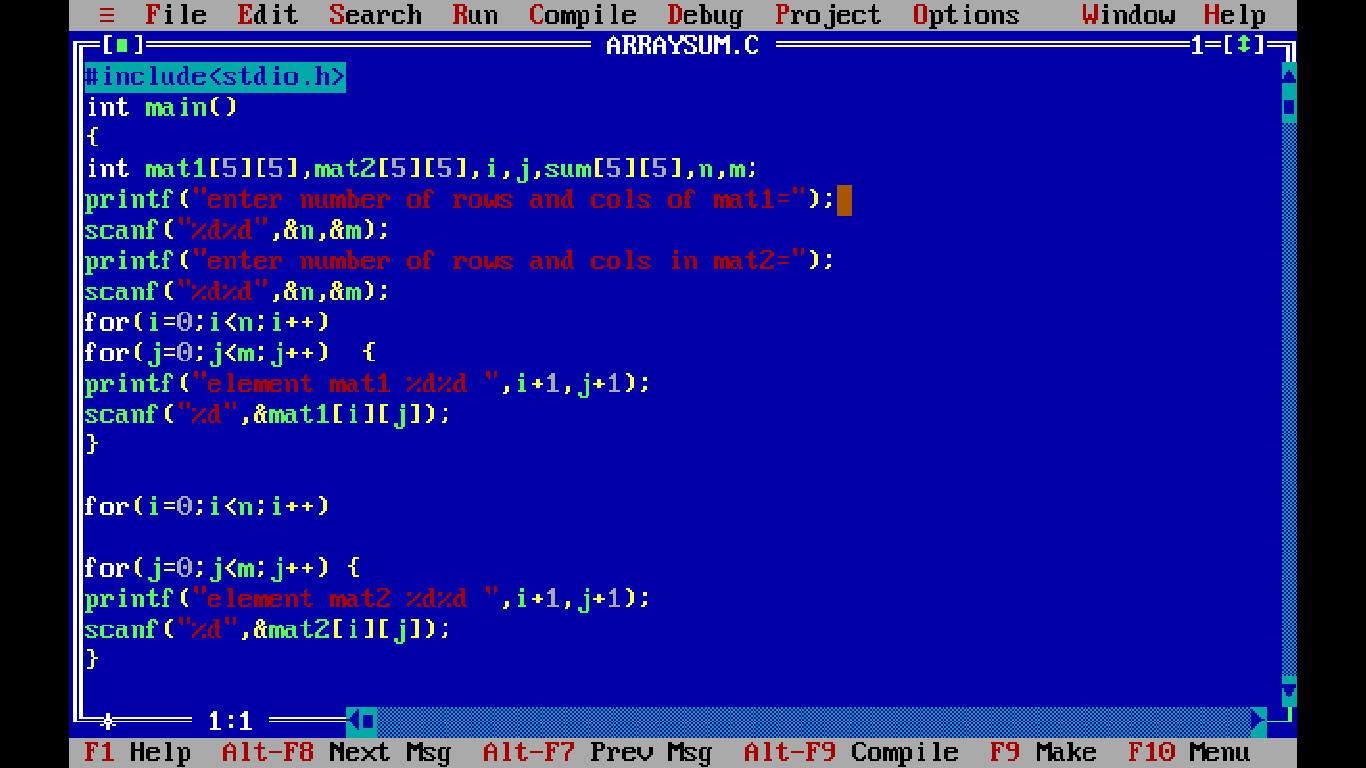 ≡ File Edit Search Run Compile Debug Project Options Window Help
[■] ARRAYSUM.C 1=[↕]
#include<stdio.h>
int main()
{
int mat1[5][5],mat2[5][5],i,j,sum[5][5],n,m;
printf("enter number of rows and cols of mat1=");
scanf("%d%d",&n,&m);
printf("enter number of rows and cols in mat2=");
scanf("%d%d",&n,&m);
for(i=0;i<n;i++)
for(j=0;j<m;j++)  {
printf("element mat1 %d%d ",i+1,j+1);
scanf("%d",&mat1[i][j]);
}
for(i=0;i<n;i++)
for(j=0;j<m;j++) {
printf("element mat2 %d%d ",i+1,j+1);
scanf("%d",&mat2[i][j]);
}
1:1
F1 Help Alt-F8 Next Msg Alt-F7 Prev Msg Alt-F9 Compile F9 Make F10 Menu